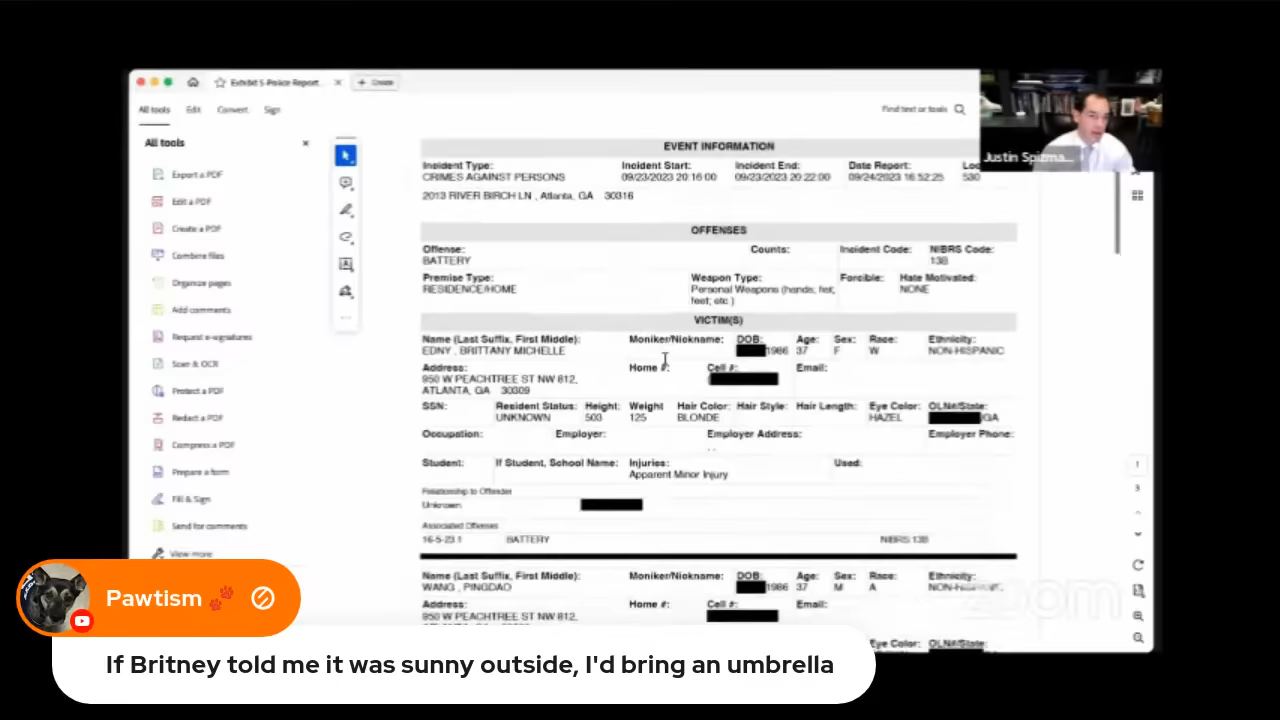 Exhibit 5 Police Report...
Create
All tools Edit Convert Sign
Find text or tools
All tools
Export a PDF
Edit a PDF
Create a PDF
Combine files
Organize pages
Add comments
Request e-signatures
Scan & OCR
Protect a PDF
Redact a PDF
Compress a PDF
Prepare a form
Fill & Sign
Send for comments
View more
Justin Spizma...
EVENT INFORMATION
Incident Type: Incident Start: Incident End: Date Report: Loc
CRIMES AGAINST PERSONS 09/23/2023 20:16:00 09/23/2023 20:22:00 09/24/2023 16:52:25 530
2013 RIVER BIRCH LN , Atlanta, GA 30316
OFFENSES
Offense: Counts: Incident Code: NIBRS Code:
BATTERY 13B
Premise Type: Weapon Type: Forcible: Hate Motivated:
RESIDENCE/HOME Personal Weapons (hands; fist; NONE
feet; etc.)
VICTIM(S)
Name (Last Suffix, First Middle): Moniker/Nickname: DOB: Age: Sex: Race: Ethnicity:
EDNY , BRITTANY MICHELLE 1986 37 F W NON-HISPANIC
Address: Home #: Cell #: Email:
950 W PEACHTREE ST NW 812,
ATLANTA, GA 30309
SSN: Resident Status: Height: Weight Hair Color: Hair Style: Hair Length: Eye Color: OLN#/State:
UNKNOWN 503 125 BLONDE HAZEL /GA
Occupation: Employer: Employer Address: Employer Phone:
, ,
Student: If Student, School Name: Injuries: Used:
Apparent Minor Injury
Relationship to Offender
Unknown
Associated Offenses
16-5-23.1 BATTERY NIBRS:13B
Name (Last Suffix, First Middle): Moniker/Nickname: DOB: Age: Sex: Race: Ethnicity:
WANG , PINGDAO 1986 37 M A
Address: Home #: Cell #: Email:
950 W PEACHTREE ST NW 812,
Eye Color: OLN#/State:
1
3
zoom
Pawtism
If Britney told me it was sunny outside, I'd bring an umbrella